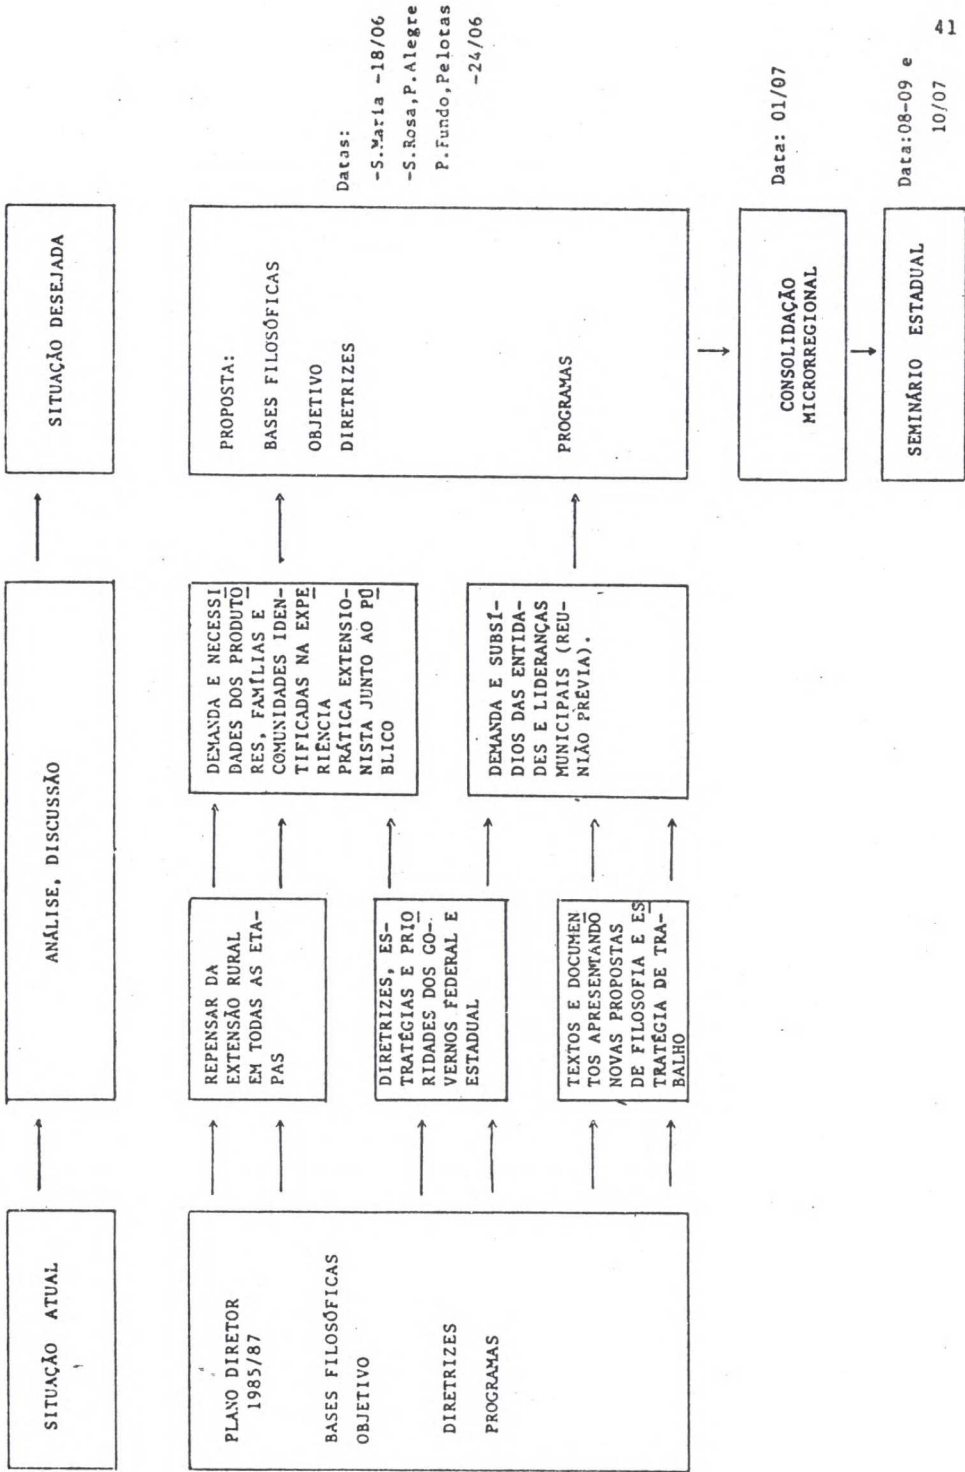 41
SITUAÇÃO ATUAL
ANÁLISE, DISCUSSÃO
SITUAÇÃO DESEJADA
PLANO DIRETOR
1985/87
BASES FILOSÓFICAS
OBJETIVO
DIRETRIZES
PROGRAMAS
REPENSAR DA
EXTENSÃO RURAL
EM TODAS AS ETA-
PAS
DIRETRIZES, ES-
TRATÉGIAS E PRIO
RIDADES DOS GO-
VERNOS FEDERAL E
ESTADUAL
TEXTOS E DOCUMEN
TOS APRESENTANDO
NOVAS PROPOSTAS
DE FILOSOFIA E ES
TRATÉGIA DE TRA-
BALHO
DEMANDA E NECESSI
DADES DOS PRODUTO
RES, FAMÍLIAS E
COMUNIDADES IDEN-
TIFICADAS NA EXPE
RIÊNCIA
PRÁTICA EXTENSIO-
NISTA JUNTO AO PÚ
BLICO
DEMANDA E SUBSÍ-
DIOS DAS ENTIDA-
DES E LIDERANÇAS
MUNICIPAIS (REU-
NIÃO PRÉVIA).
PROPOSTA:
BASES FILOSÓFICAS
OBJETIVO
DIRETRIZES
PROGRAMAS
Datas:
-S.Maria -18/06
-S.Rosa,P.Alegre
P.Fundo,Pelotas
-24/06
CONSOLIDAÇÃO
MICRORREGIONAL
Data: 01/07
SEMINÁRIO ESTADUAL
Data:08-09 e
10/07